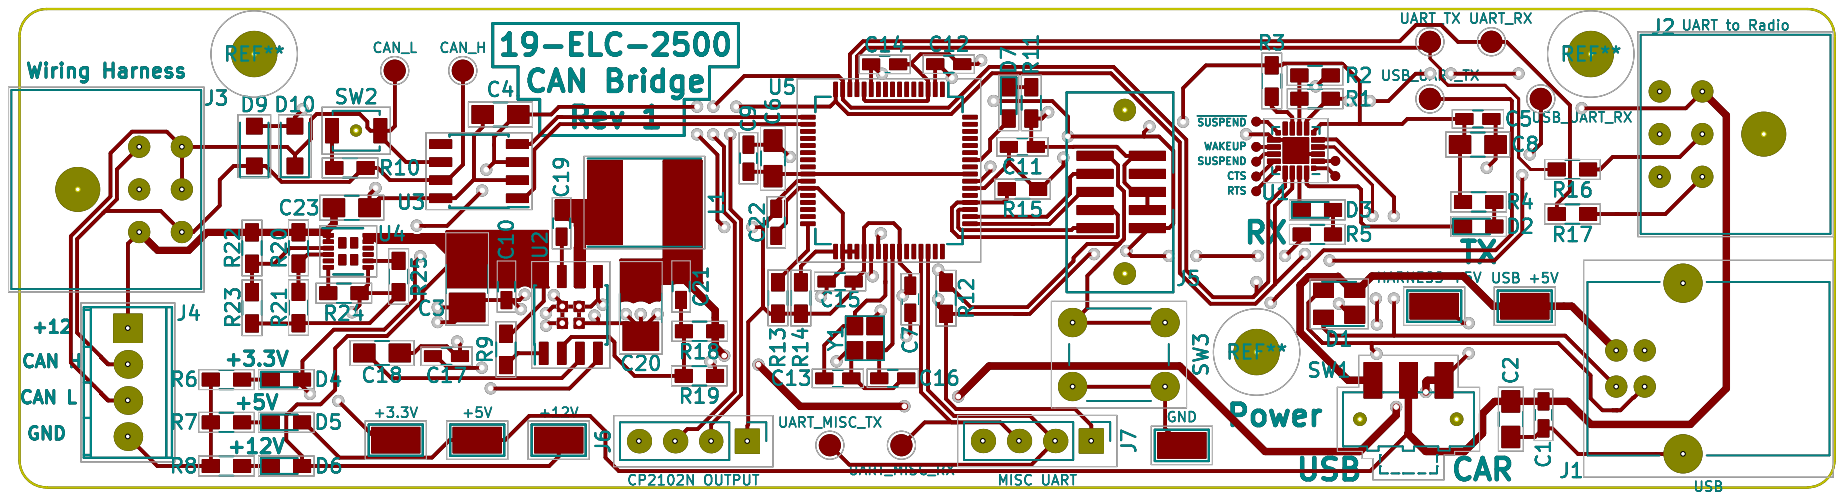 19-ELC-2500
CAN Bridge
Rev 1
Wiring Harness
J3
REF**
CAN_L
CAN_H
D9
D10
SW2
C4
R10
U3
C23
U4
R22
R20
R23
R21
R25
R24
C3
C10
U2
C19
L1
C9
C6
U5
C14
C12
D7
R11
C11
R15
C22
C21
C20
R18
R19
R9
C18
C17
J4
+12
CAN H
CAN L
GND
+3.3V
R6
D4
+5V
R7
D5
+12V
R8
D6
+3.3V
+5V
+12V
J6
CP2102N OUTPUT
UART_MISC_TX
UART_MISC_RX
MISC UART
J7
GND
R13
R14
C15
Y1
C7
R12
C13
C16
J5
SW3
REF**
Power
UART_TX
UART_RX
REF**
J2
UART to Radio
R3
R2
R1
USB_UART_TX
USB_UART_RX
C5
C8
SUSPEND
WAKEUP
SUSPEND
CTS
RTS
U1
D3
R5
RX
R4
D2
TX
R16
R17
HARNESS +5V
USB +5V
D1
SW1
C2
C1
USB
CAR
J1
USB